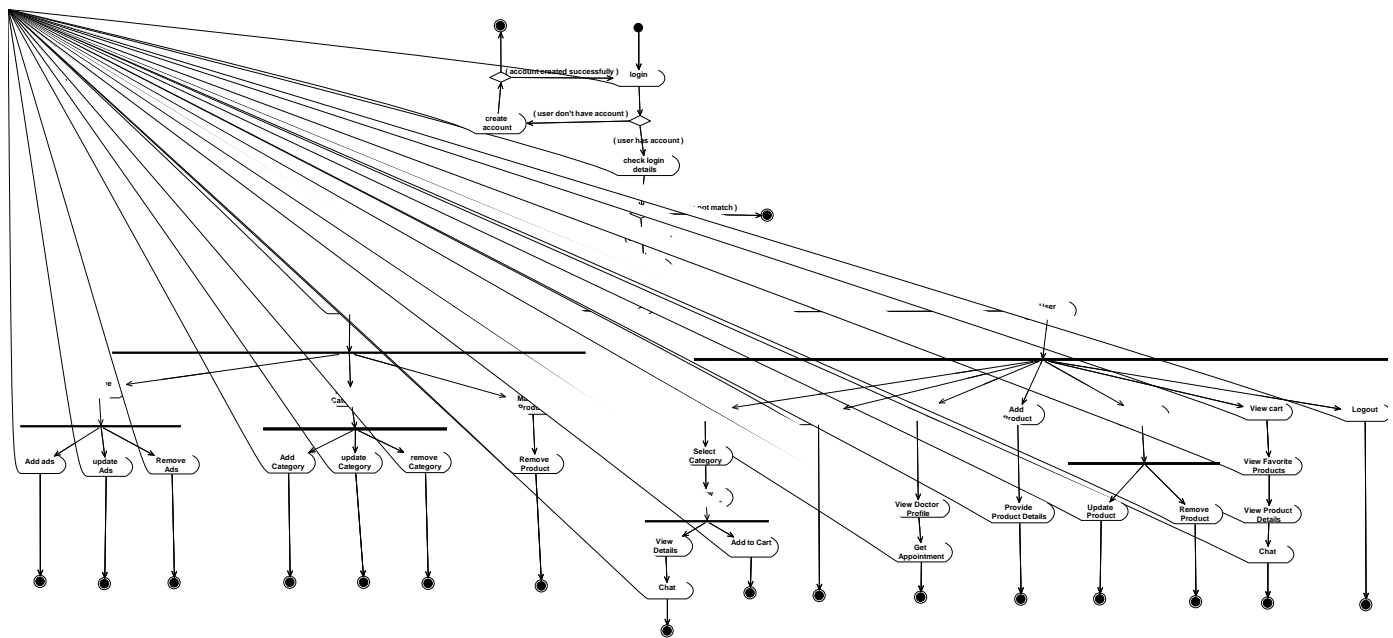 ( account created successfully )
login
create
account
( user don't have account )
( user has account )
check login
details
not match )
Add
Product
View cart
Logout
Add ads
update
Ads
Remove
Ads
Add
Category
update
Category
remove
Category
Remove
Product
Select
Category
View Favorite
Products
View Doctor
Profile
Provide
Product Details
Update
Product
Remove
Product
View Product
Details
View
Details
Add to Cart
Get
Appointment
Chat
Chat